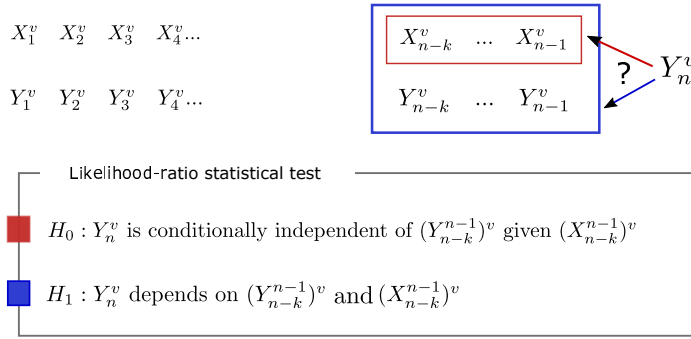 X_1^v X_2^v X_3^v X_4^v... X_{n-k}^v ... X_{n-1}^v
? Y_n^v
Y_1^v Y_2^v Y_3^v Y_4^v... Y_{n-k}^v ... Y_{n-1}^v
Likelihood-ratio statistical test
H_0 : Y_n^v is conditionally independent of (Y_{n-k}^{n-1})^v given (X_{n-k}^{n-1})^v
H_1 : Y_n^v depends on (Y_{n-k}^{n-1})^v and (X_{n-k}^{n-1})^v